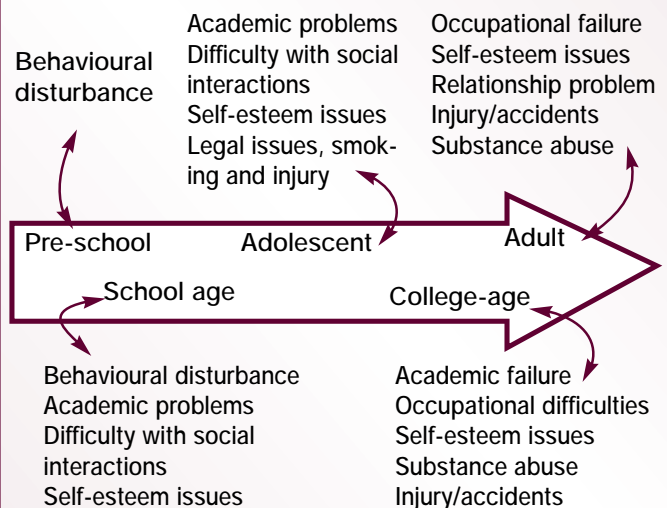 Behavioural
disturbance
Academic problems
Difficulty with social
interactions
Self-esteem issues
Legal issues, smok-
ing and injury
Occupational failure
Self-esteem issues
Relationship problem
Injury/accidents
Substance abuse
Pre-school
Adolescent
Adult
School age
College-age
Behavioural disturbance
Academic problems
Difficulty with social
interactions
Self-esteem issues
Academic failure
Occupational difficulties
Self-esteem issues
Substance abuse
Injury/accidents